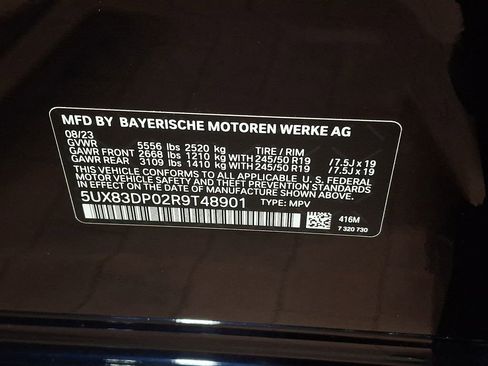 MFD BY BAYERISCHE MOTOREN WERKE AG
08/23
GVWR 5556 lbs 2520 kg TIRE / RIM
GAWR FRONT 2668 lbs 1210 kg WITH 245/50 R19 /7.5J x 19
GAWR REAR 3109 lbs 1410 kg WITH 245/50 R19 /7.5J x 19
THIS VEHICLE CONFORMS TO ALL APPLICABLE U.S. FEDERAL
MOTOR VEHICLE SAFETY AND THEFT PREVENTION STANDARDS
IN EFFECT ON THE DATE OF MANUFACTURE SHOWN ABOVE.
5UX83DP02R9T48901 TYPE: MPV
416M
7 320 730